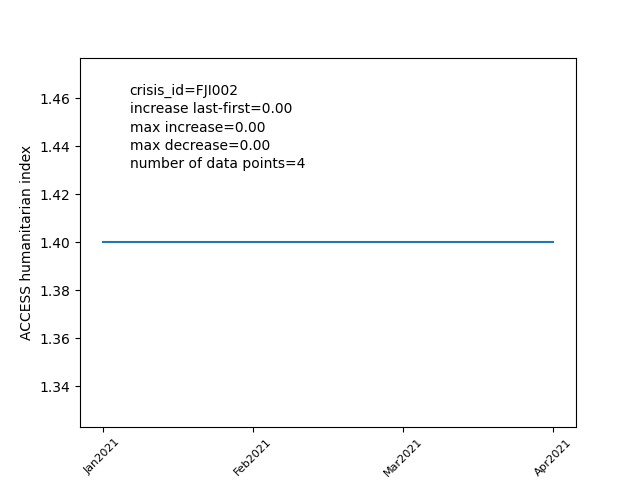 crisis_id=FJI002
increase last-first=0.00
max increase=0.00
max decrease=0.00
number of data points=4
ACCESS humanitarian index
1.46
1.44
1.42
1.40
1.38
1.36
1.34
Jan2021
Feb2021
Mar2021
Apr2021